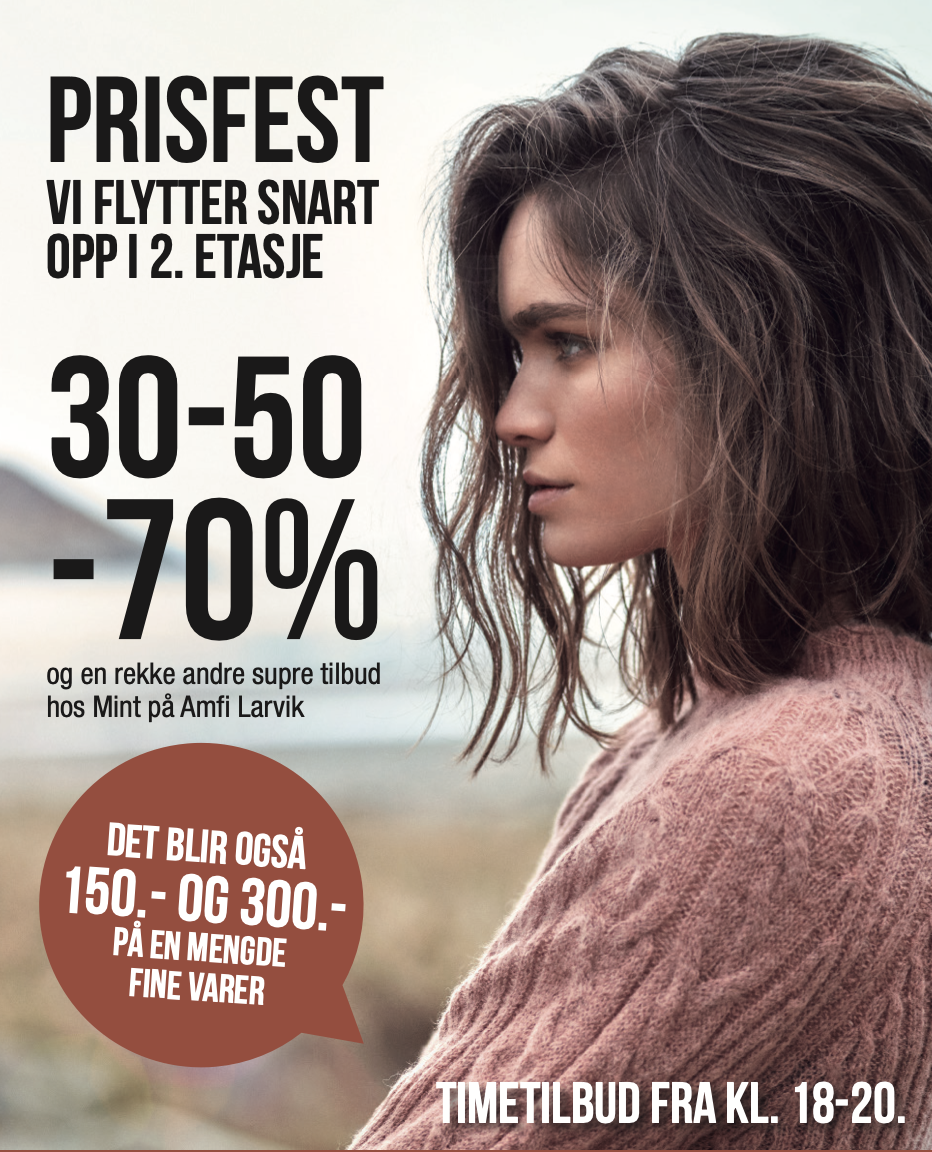 PRISFEST
VI FLYTTER SNART
OPP I 2. ETASJE
30-50
-70%
og en rekke andre supre tilbud
hos Mint på Amfi Larvik
DET BLIR OGSÅ
150.- OG 300.-
PÅ EN MENGDE
FINE VARER
TIMETILBUD FRA KL. 18-20.